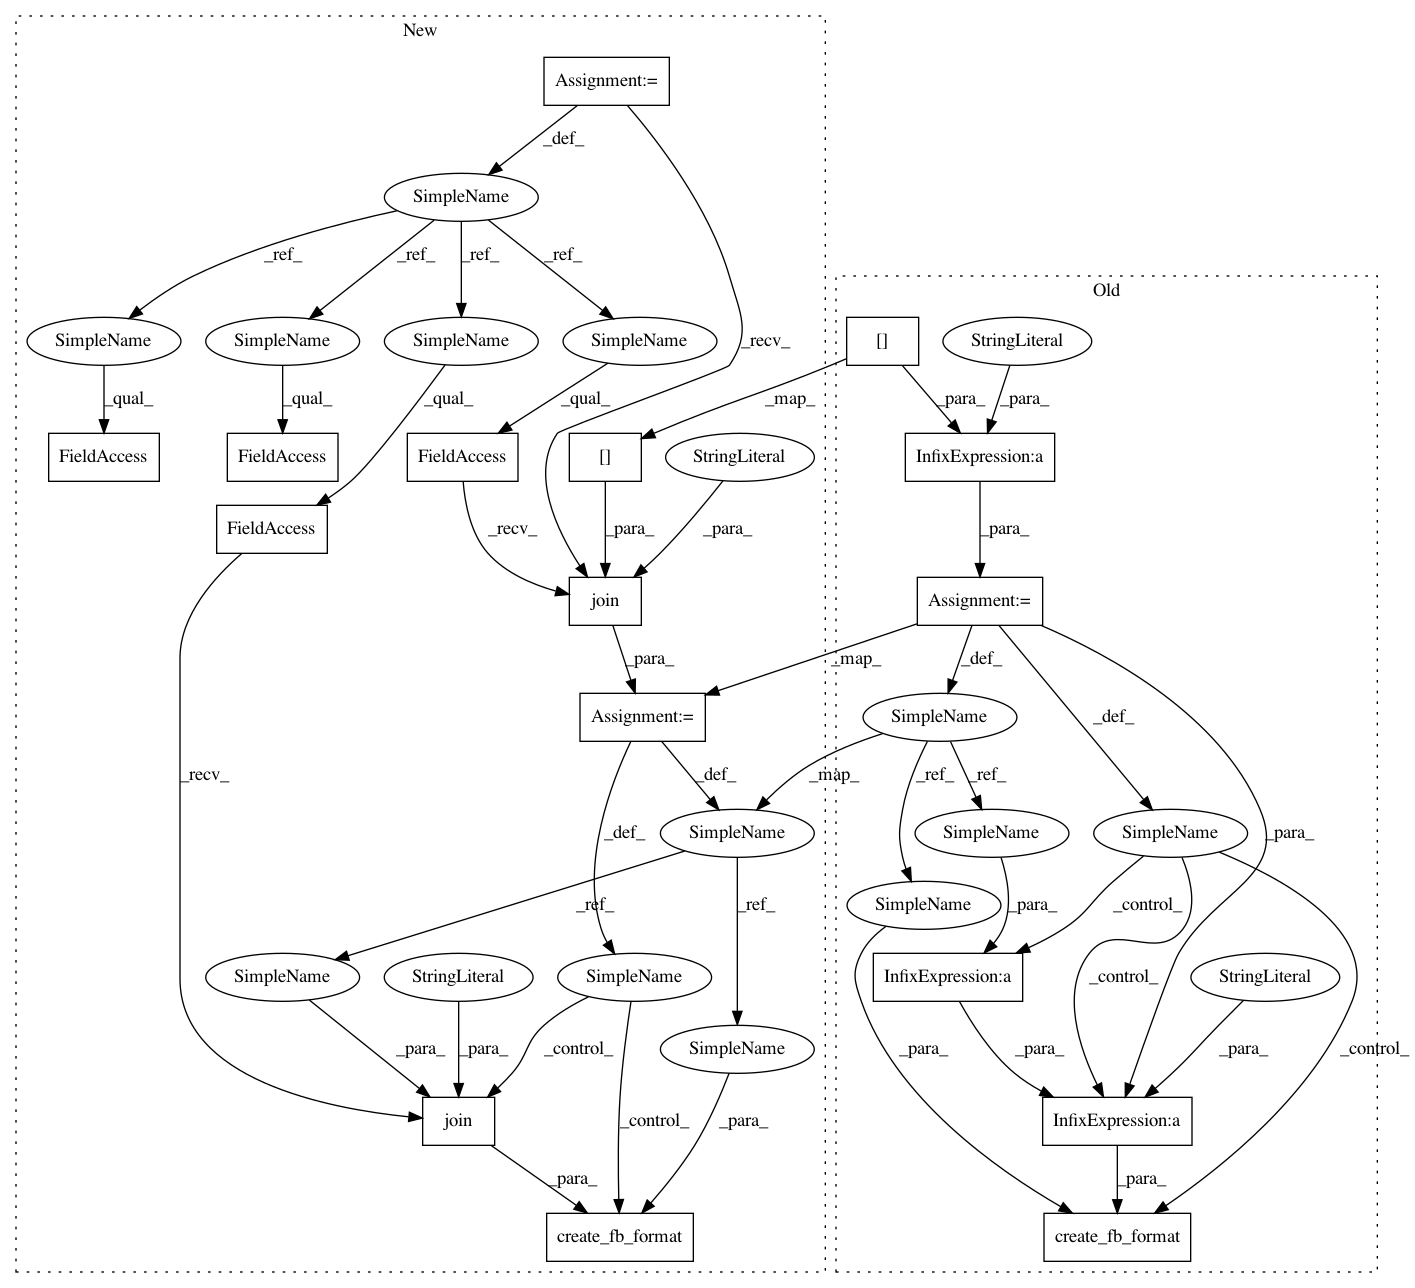 New
Assignment:=
_def_
SimpleName
_ref_
_ref_
_ref_
_ref_
Old
SimpleName
SimpleName
SimpleName
SimpleName
_recv_
[]
StringLiteral
_qual_
_qual_
_qual_
_qual_
_map_
_para_
_para_
FieldAccess
FieldAccess
FieldAccess
[]
StringLiteral
InfixExpression:a
FieldAccess
_recv_
_para_
_para_
_para_
join
Assignment:=
_para_
_map_
_def_
Assignment:=
SimpleName
_def_
_recv_
_def_
_map_
_ref_
_ref_
_def_
SimpleName
SimpleName
SimpleName
_para_
_ref_
_ref_
SimpleName
_para_
_control_
SimpleName
StringLiteral
SimpleName
InfixExpression:a
_control_
StringLiteral
_para_
_para_
_control_
SimpleName
_para_
_para_
_para_
_control_
join
InfixExpression:a
_control_
_para_
_para_
_para_
create_fb_format
create_fb_format